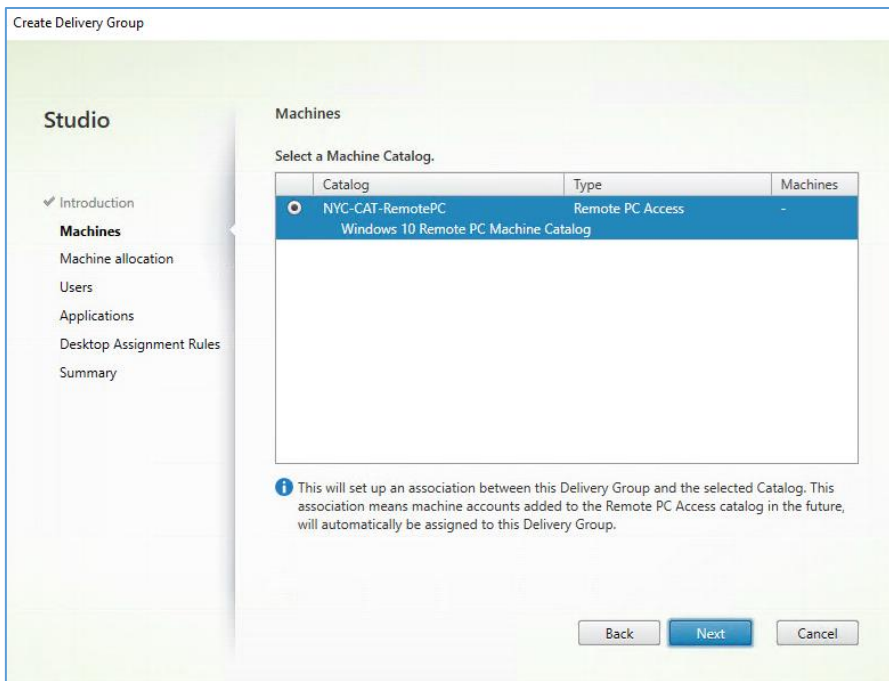 Create Delivery Group
Studio
Introduction
Machines
Machine allocation
Users
Applications
Desktop Assignment Rules
Summary
Machines
Select a Machine Catalog.
Catalog Type Machines
NYC-CAT-RemotePC Remote PC Access -
Windows 10 Remote PC Machine Catalog
This will set up an association between this Delivery Group and the selected Catalog. This
association means machine accounts added to the Remote PC Access catalog in the future,
will automatically be assigned to this Delivery Group.
Back Next Cancel